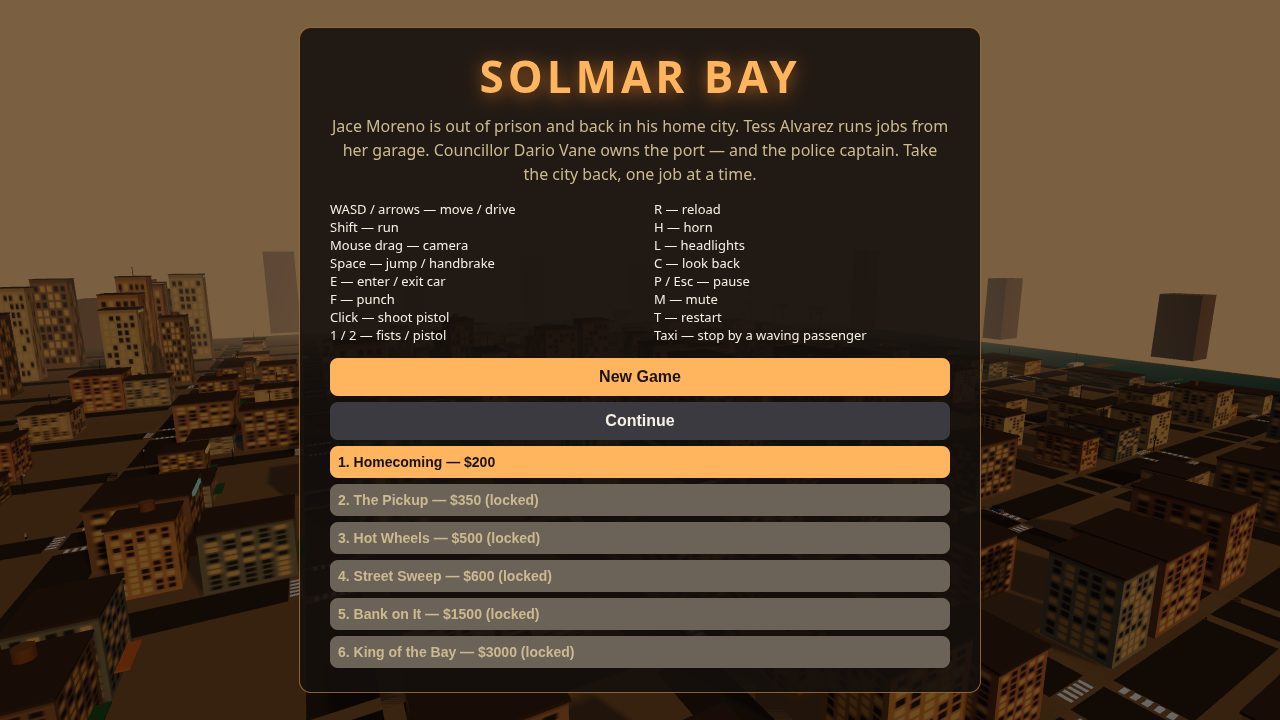 SOLMAR BAY
Jace Moreno is out of prison and back in his home city. Tess Alvarez runs jobs from
her garage. Councillor Dario Vane owns the port — and the police captain. Take
the city back, one job at a time.
WASD / arrows — move / drive
Shift — run
Mouse drag — camera
Space — jump / handbrake
E — enter / exit car
F — punch
Click — shoot pistol
1 / 2 — fists / pistol
R — reload
H — horn
L — headlights
C — look back
P / Esc — pause
M — mute
T — restart
Taxi — stop by a waving passenger
New Game
Continue
1. Homecoming — $200
2. The Pickup — $350 (locked)
3. Hot Wheels — $500 (locked)
4. Street Sweep — $600 (locked)
5. Bank on It — $1500 (locked)
6. King of the Bay — $3000 (locked)